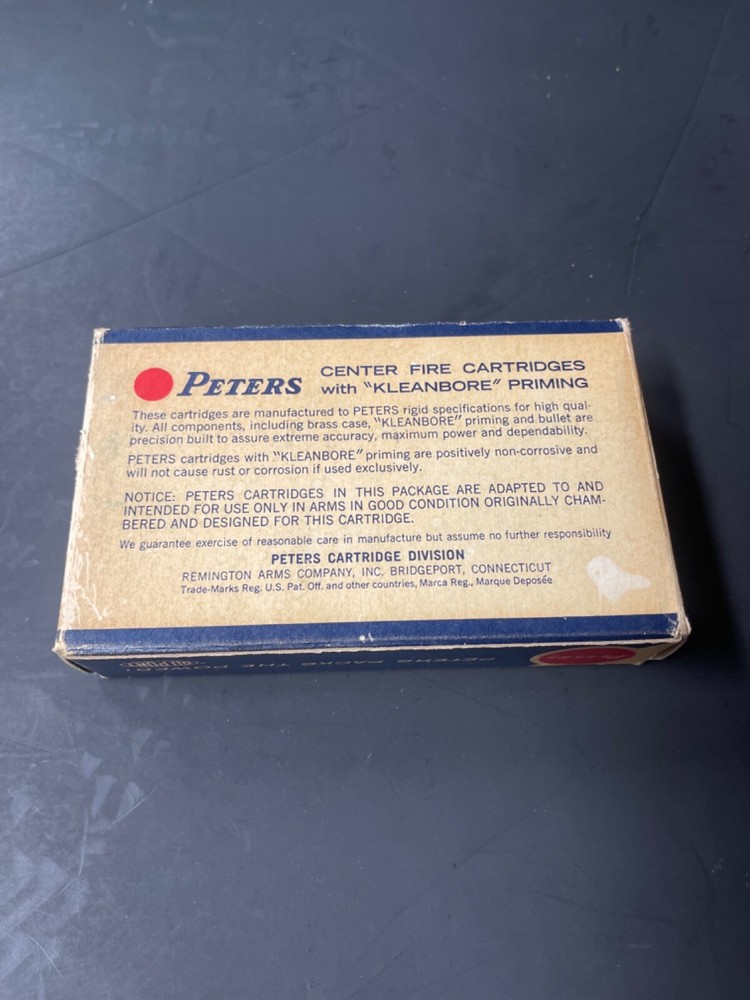 PETERS CENTER FIRE CARTRIDGES
with "KLEANBORE" PRIMING
These cartridges are manufactured to PETERS rigid specifications for high qual-
ity. All components, including brass case, "KLEANBORE" priming and bullet are
precision built to assure extreme accuracy, maximum power and dependability.
PETERS cartridges with "KLEANBORE" priming are positively non-corrosive and
will not cause rust or corrosion if used exclusively.
NOTICE: PETERS CARTRIDGES IN THIS PACKAGE ARE ADAPTED TO AND
INTENDED FOR USE ONLY IN ARMS IN GOOD CONDITION ORIGINALLY CHAM-
BERED AND DESIGNED FOR THIS CARTRIDGE.
We guarantee exercise of reasonable care in manufacture but assume no further responsibility
PETERS CARTRIDGE DIVISION
REMINGTON ARMS COMPANY, INC. BRIDGEPORT, CONNECTICUT
Trade-Marks Reg. U.S. Pat. Off. and other countries, Marca Reg., Marque Deposée
PETERS PACKS THE POWER!
DUPONT